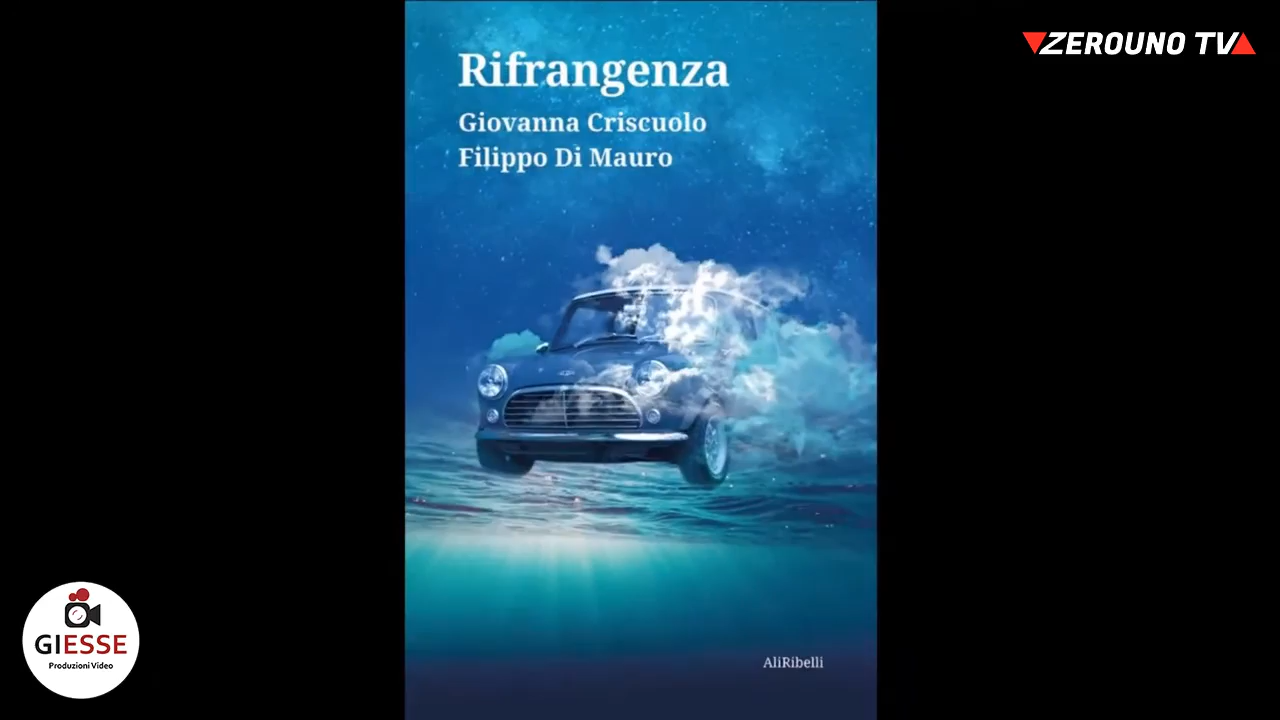 ZEROUNO TV
Rifrangenza
Giovanna Criscuolo
Filippo Di Mauro
GIESSE
Produzioni Video
AliRibelli